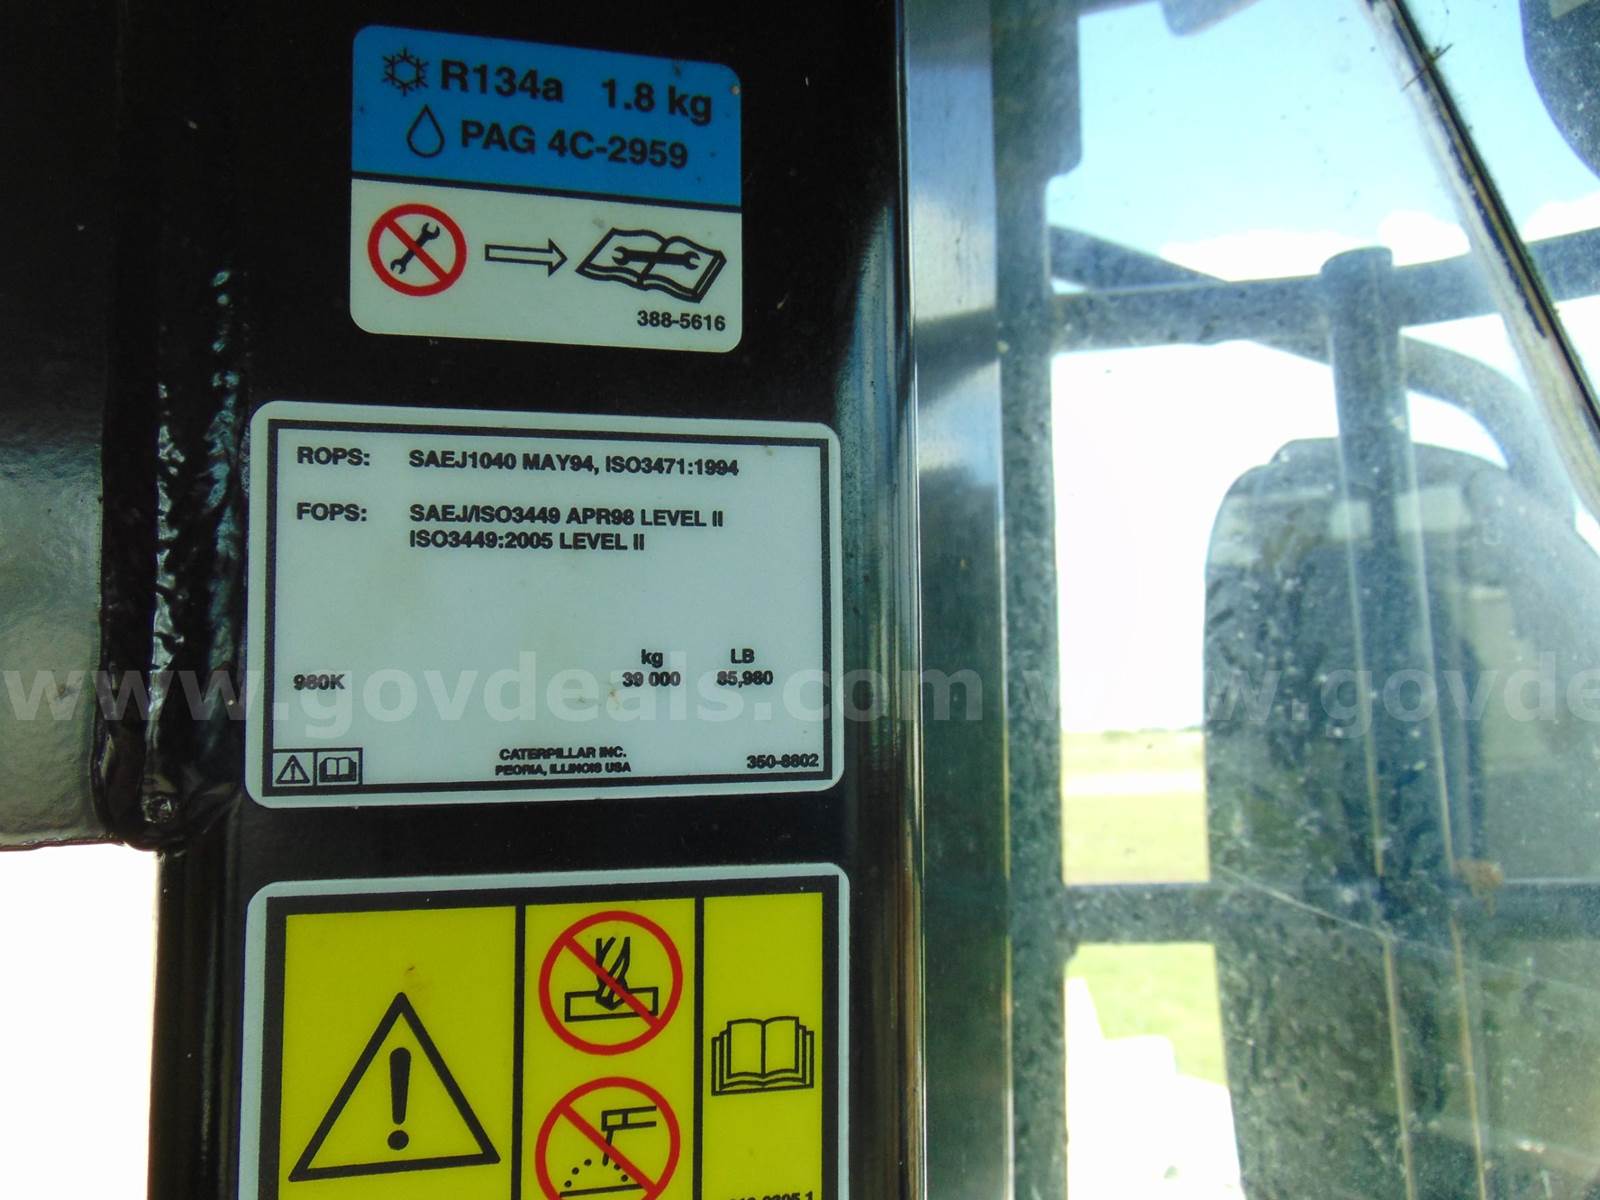 R134a 1.8 kg
PAG 4C-2959
388-5616
ROPS: SAEJ1040 MAY94, ISO3471:1994
FOPS: SAEJ/ISO3449 APR98 LEVEL II
ISO3449:2005 LEVEL II
kg LB
980K 39 000 85,980
www.govdeals.com www.govdea
CATERPILLAR INC.
PEORIA, ILLINOIS USA
350-8802